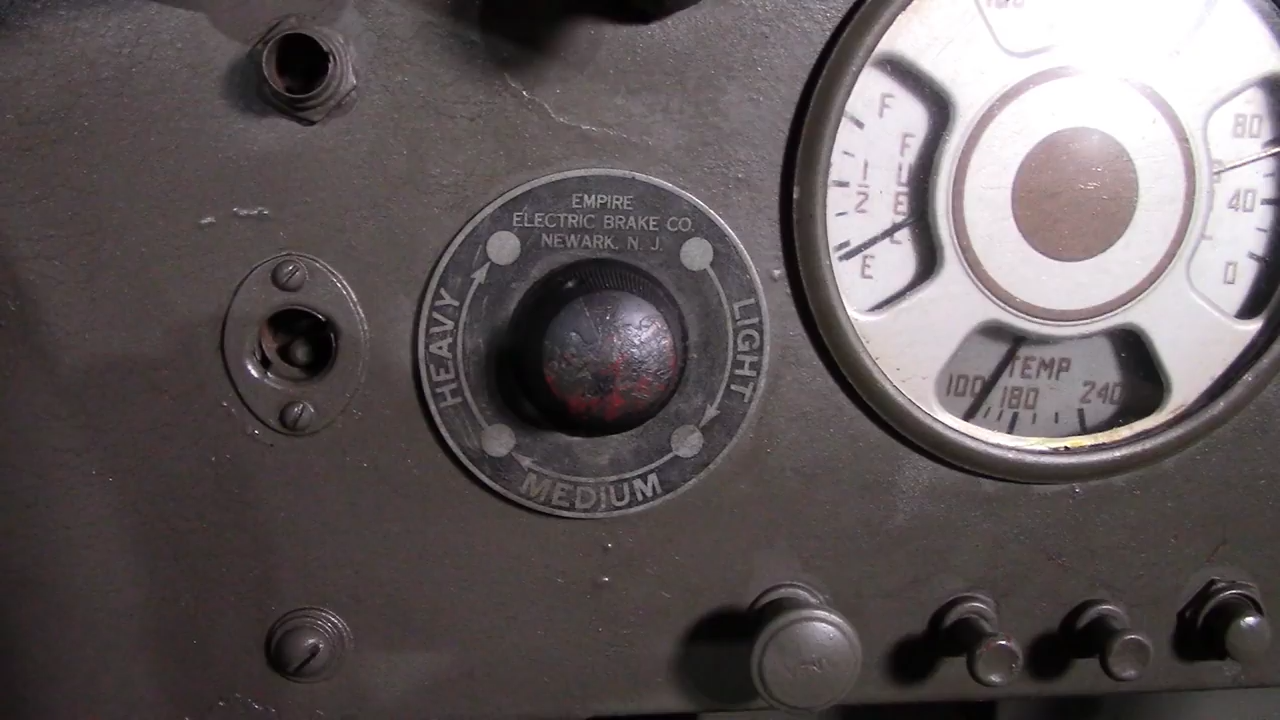 EMPIRE
ELECTRIC BRAKE CO.
NEWARK, N. J.
HEAVY
LIGHT
MEDIUM
F
1/2
E
FUEL
80
40
0
TEMP
100 180 240